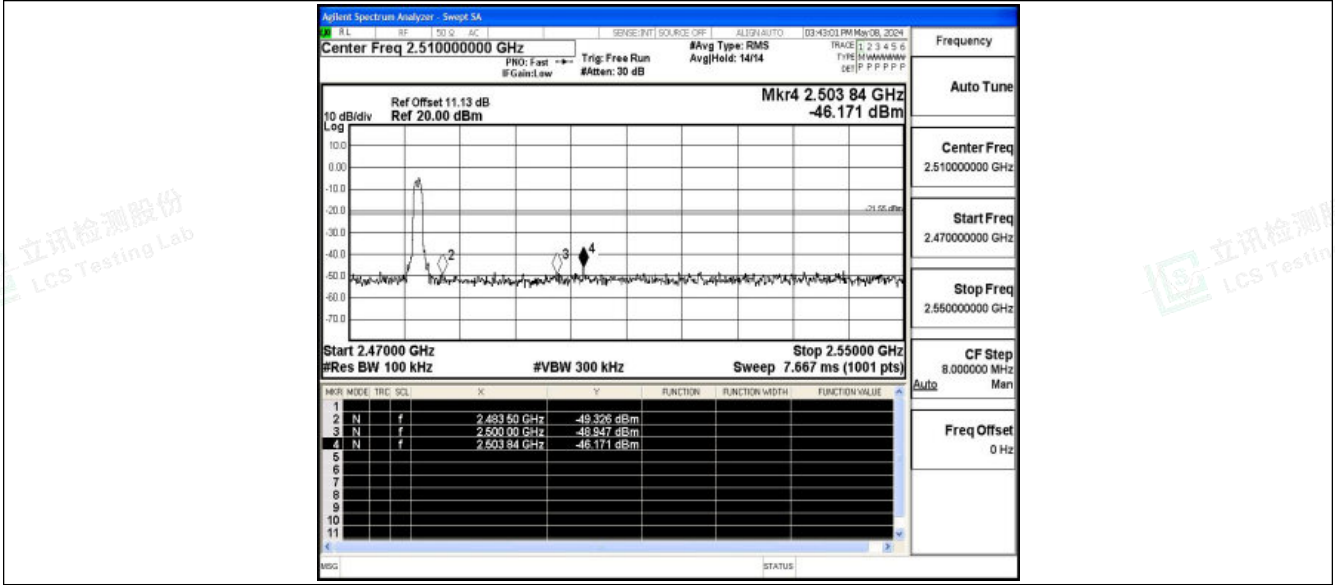 Agilent Spectrum Analyzer - Swept SA
RL RF 50 Ω AC SENSE:INT SOURCE OFF ALIGN AUTO 03:43:01 PM May 08, 2024
Center Freq 2.510000000 GHz
PNO: Fast
IFGain:Low
Trig: Free Run
#Atten: 30 dB
#Avg Type: RMS
Avg|Hold: 14/14
TRACE 1 2 3 4 5 6
TYPE M W W W W W
DET P P P P P P
Mkr4 2.503 84 GHz
-46.171 dBm
Ref Offset 11.13 dB
10 dB/div Ref 20.00 dBm
Log
10.0
0.00
-10.0
-20.0
-30.0
-40.0
-50.0
-60.0
-70.0
-21.55 dBm
2
3
4
Start 2.47000 GHz Stop 2.55000 GHz
#Res BW 100 kHz #VBW 300 kHz Sweep 7.667 ms (1001 pts)
MKR MODE TRC SCL X Y FUNCTION FUNCTION WIDTH FUNCTION VALUE
1
2 N f 2.483 50 GHz -49.326 dBm
3 N f 2.500 00 GHz -48.947 dBm
4 N f 2.503 84 GHz -46.171 dBm
5
6
7
8
9
10
11
MSG STATUS
Frequency
Auto Tune
Center Freq
2.510000000 GHz
Start Freq
2.470000000 GHz
Stop Freq
2.550000000 GHz
CF Step
8.000000 MHz
Auto Man
Freq Offset
0 Hz
立讯检测股份
LCS Testing Lab
立讯检测
LCS Testin